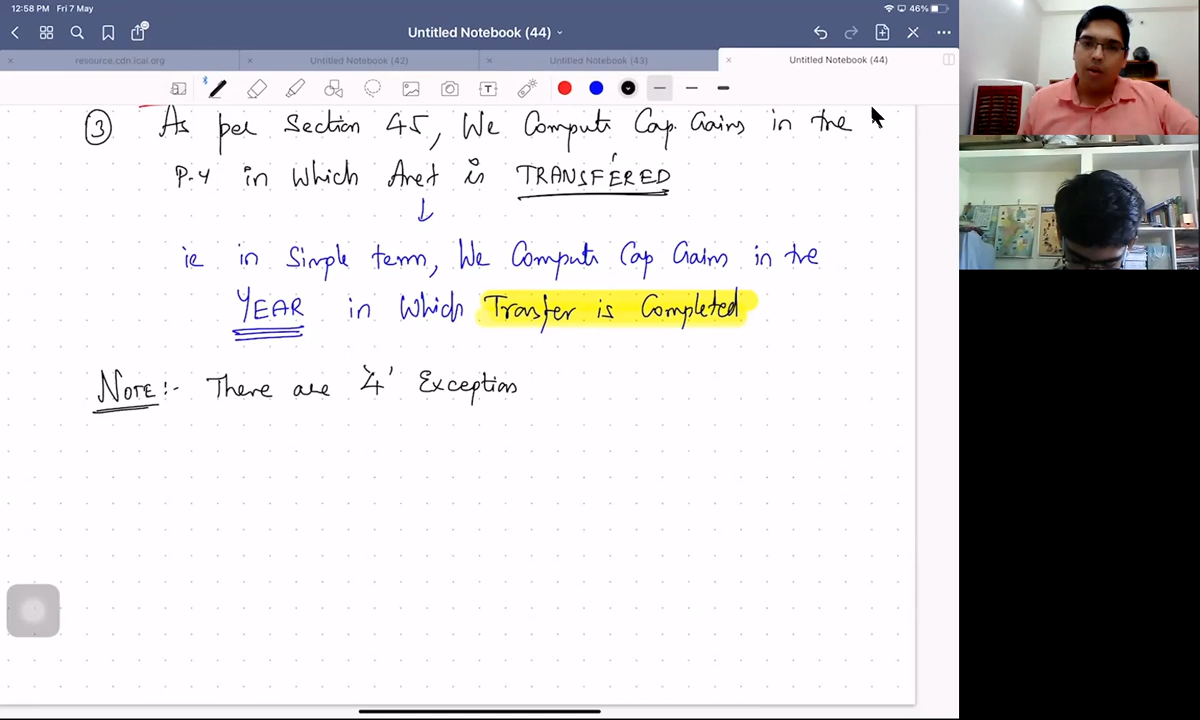 12:58 PM Fri 7 May
46%
Untitled Notebook (44)
resource.cdn.icai.org
Untitled Notebook (42)
Untitled Notebook (43)
Untitled Notebook (44)
③ As per Section 45, We Compute Cap. Gains in the
P.Y in Which Asset is TRANSFERED
↓
ie in Simple term, We Compute Cap Gains in the
YEAR in Which Transfer is Completed
NOTE:- There are '4' Exceptions